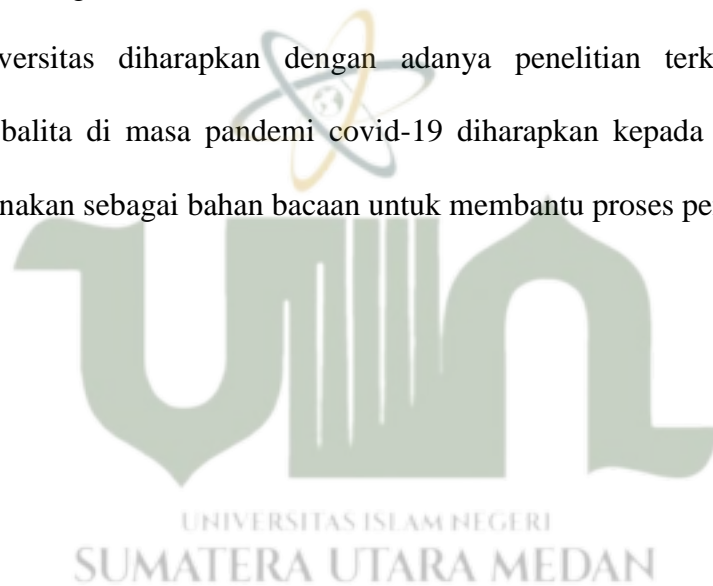 versitas diharapkan dengan adanya penelitian terk
balita di masa pandemi covid-19 diharapkan kepada
nakan sebagai bahan bacaan untuk membantu proses pe
UNIVERSITAS ISLAM NEGERI
SUMATERA UTARA MEDAN